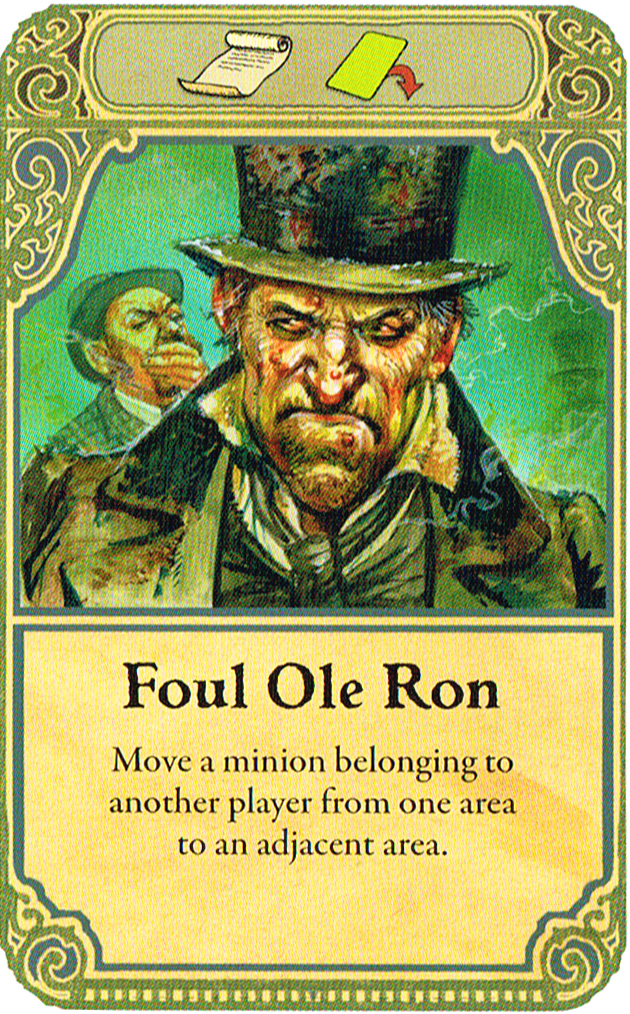 Foul Ole Ron
Move a minion belonging to
another player from one area
to an adjacent area.